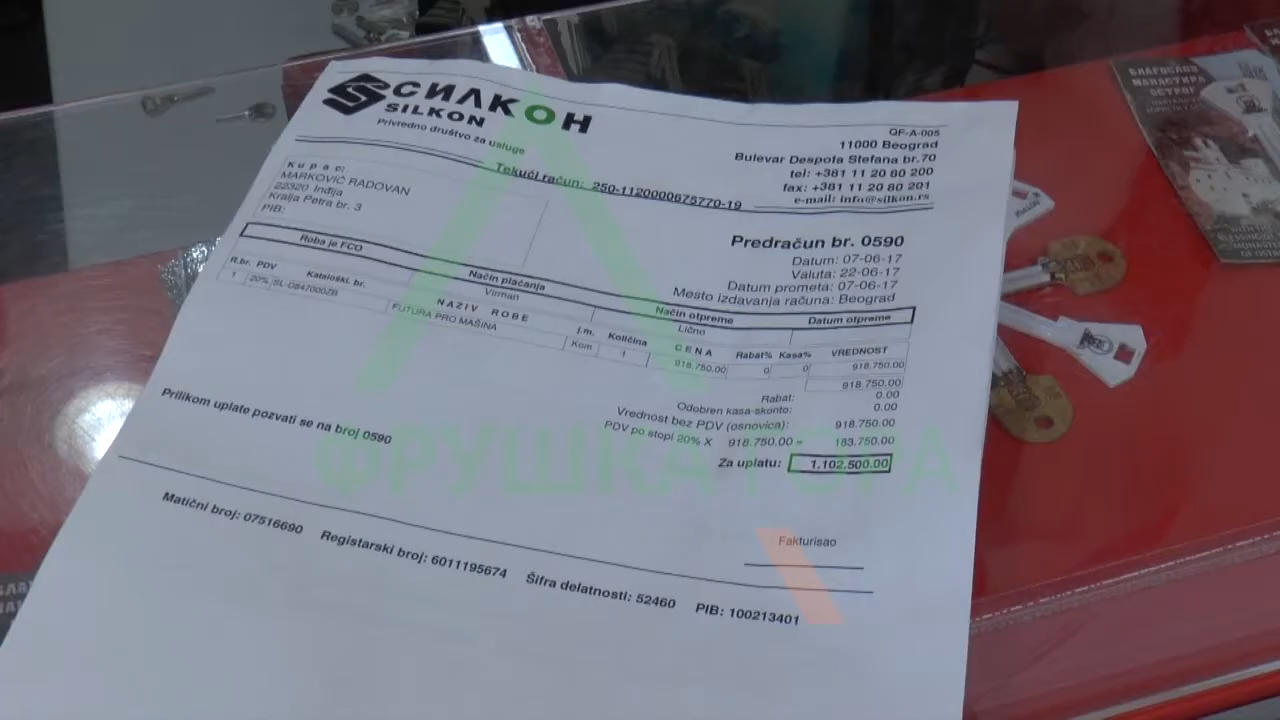 СИЛКОН
SILKON
Privredno društvo za usluge
QF-A-005
11000 Beograd
Bulevar Despota Stefana br.70
tel: +381 11 20 80 200
fax: +381 11 20 80 201
e-mail: info@silkon.rs
Tekući račun: 250-1120000675770-19
Kupac:
MARKOVIĆ RADOVAN
22320 Inđija
Kralja Petra br. 3
PIB:
Predračun br. 0590
Datum: 07-06-17
Valuta: 22-06-17
Datum prometa: 07-06-17
Mesto izdavanja računa: Beograd
Roba je FCO Način plaćanja Način otpreme Datum otpreme
Virman Lično
R.br. PDV Kataloški. br. NAZIV ROBE j.m. Količina CENA Rabat% Kasa% VREDNOST
1 20% SL-D847000ZB FUTURA PRO MAŠINA Kom 1 918.750.00 0 0 918.750.00
918.750.00
Rabat: 0.00
Odobren kasa-skonto: 0.00
Vrednost bez PDV (osnovica): 918.750.00
PDV po stopi 20% X 918.750.00 = 183.750.00
Za uplatu: 1.102.500.00
Prilikom uplate pozvati se na broj 0590
Fakturisao
Matični broj: 07516690 Registarski broj: 6011195674 Šifra delatnosti: 52460 PIB: 100213401
ФРУШКА ГОРА
БЛАГОСЛОВ
МАНАСТИРА
ОСТРОГ